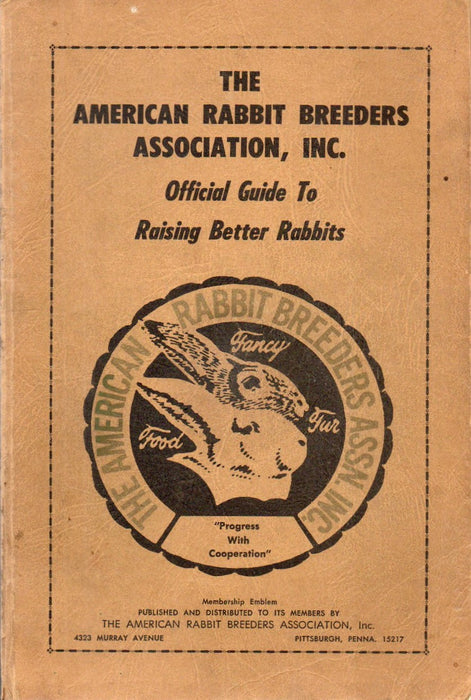 THE
AMERICAN RABBIT BREEDERS
ASSOCIATION, INC.
Official Guide To
Raising Better Rabbits
THE AMERICAN RABBIT BREEDERS ASSN. INC.
Fancy
Food
Fur
"Progress
With
Cooperation"
Membership Emblem
PUBLISHED AND DISTRIBUTED TO ITS MEMBERS BY
THE AMERICAN RABBIT BREEDERS ASSOCIATION, Inc.
4323 MURRAY AVENUE PITTSBURGH, PENNA. 15217